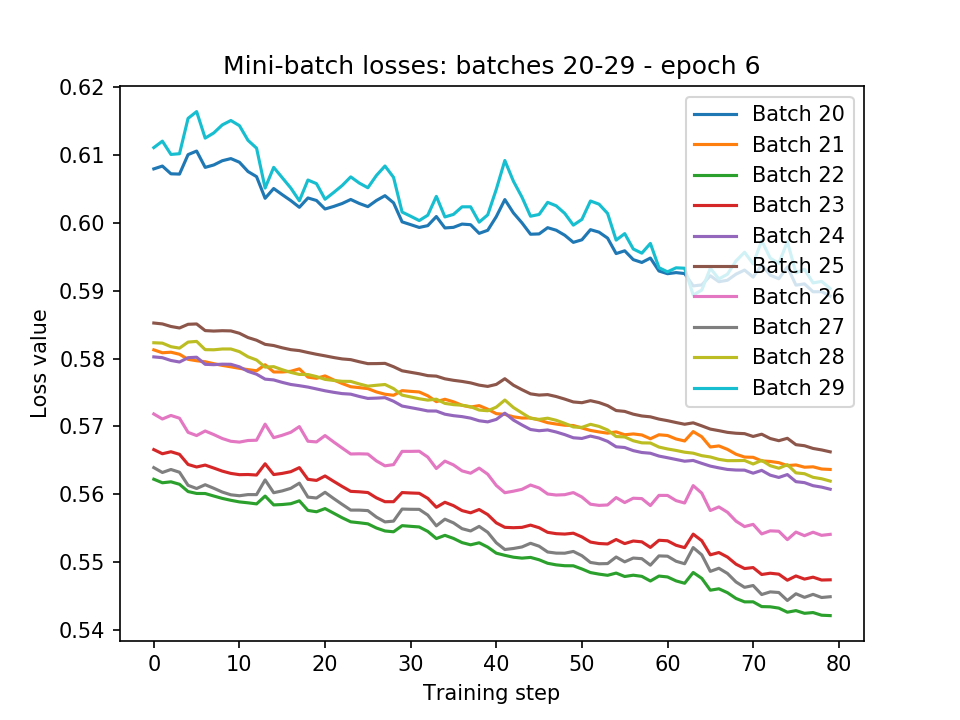 Mini-batch losses: batches 20-29 - epoch 6
0.62
0.61
0.60
0.59
0.58
0.57
0.56
0.55
0.54
Loss value
Batch 20
Batch 21
Batch 22
Batch 23
Batch 24
Batch 25
Batch 26
Batch 27
Batch 28
Batch 29
0 10 20 30 40 50 60 70 80
Training step